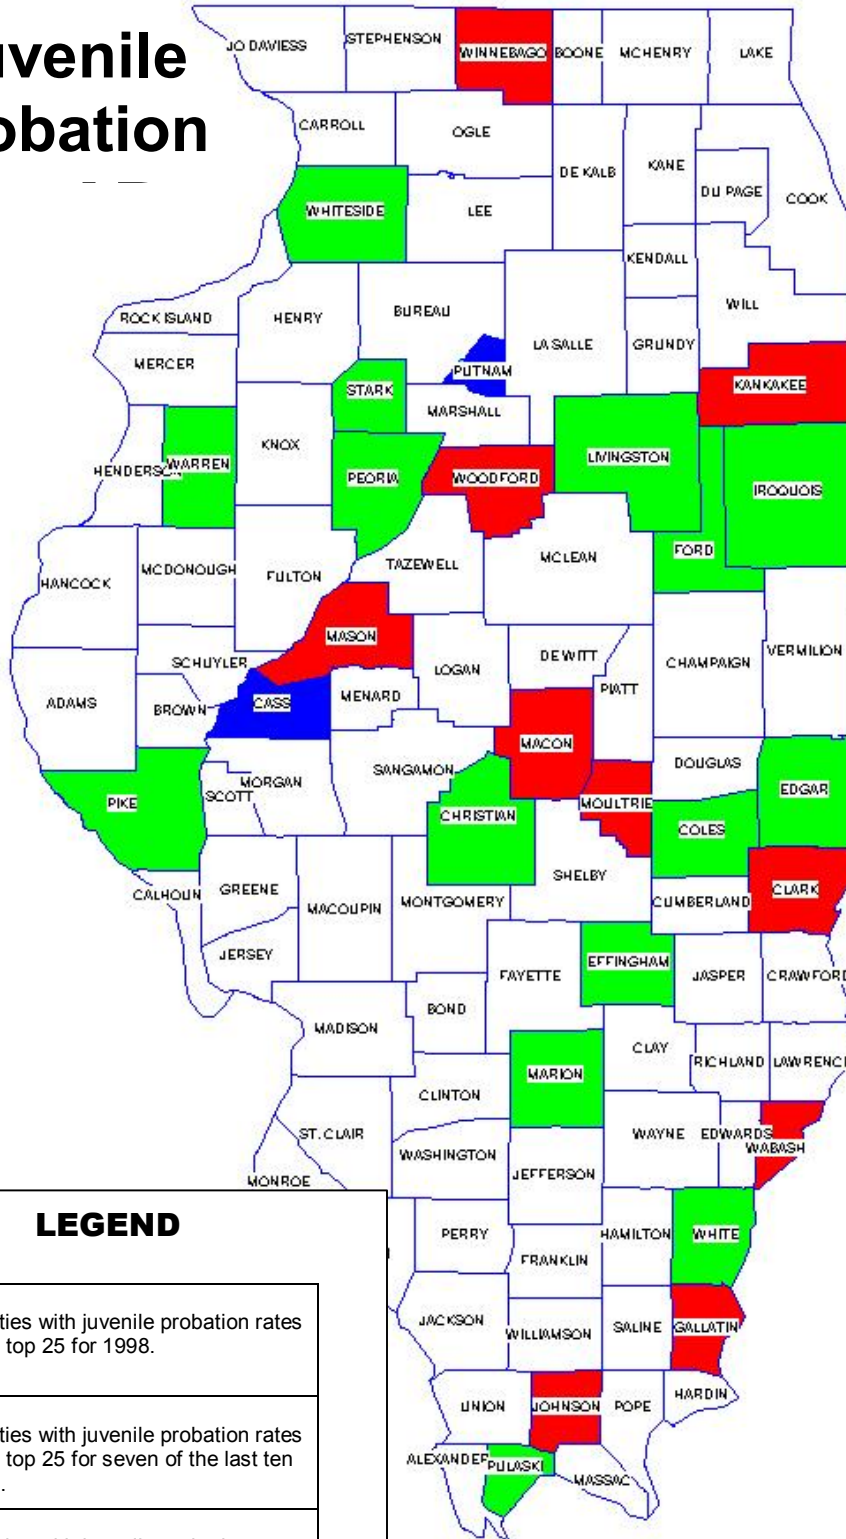 uvenile
obation
JO DAVIESS
STEPHENSON
WINNEBAGO
BOONE
MCHENRY
LAKE
CARROLL
OGLE
DE KALB
KANE
DU PAGE
COOK
WHITESIDE
LEE
KENDALL
WILL
ROCK ISLAND
HENRY
BUREAU
LA SALLE
GRUNDY
MERCER
PUTNAM
KANKAKEE
STARK
MARSHALL
KNOX
HENDERSON
WARREN
PEORIA
WOODFORD
LIVINGSTON
IROQUOIS
FORD
HANCOCK
MCDONOUGH
FULTON
TAZEWELL
MCLEAN
MASON
SCHUYLER
LOGAN
DE WITT
CHAMPAIGN
VERMILION
ADAMS
BROWN
CASS
MENARD
PIATT
MACON
SANGAMON
DOUGLAS
PIKE
SCOTT
MORGAN
CHRISTIAN
MOULTRIE
COLES
EDGAR
SHELBY
CALHOUN
GREENE
MACOUPIN
MONTGOMERY
CUMBERLAND
CLARK
JERSEY
FAYETTE
EFFINGHAM
JASPER
CRAWFORD
MADISON
BOND
CLAY
RICHLAND
LAWRENCE
MARION
CLINTON
ST. CLAIR
WASHINGTON
WAYNE
EDWARDS
WABASH
MONROE
JEFFERSON
PERRY
HAMILTON
WHITE
FRANKLIN
JACKSON
WILLIAMSON
SALINE
GALLATIN
UNION
JOHNSON
POPE
HARDIN
ALEXANDER
PULASKI
MASSAC
LEGEND
ties with juvenile probation rates
top 25 for 1998.
ties with juvenile probation rates
top 25 for seven of the last ten
.